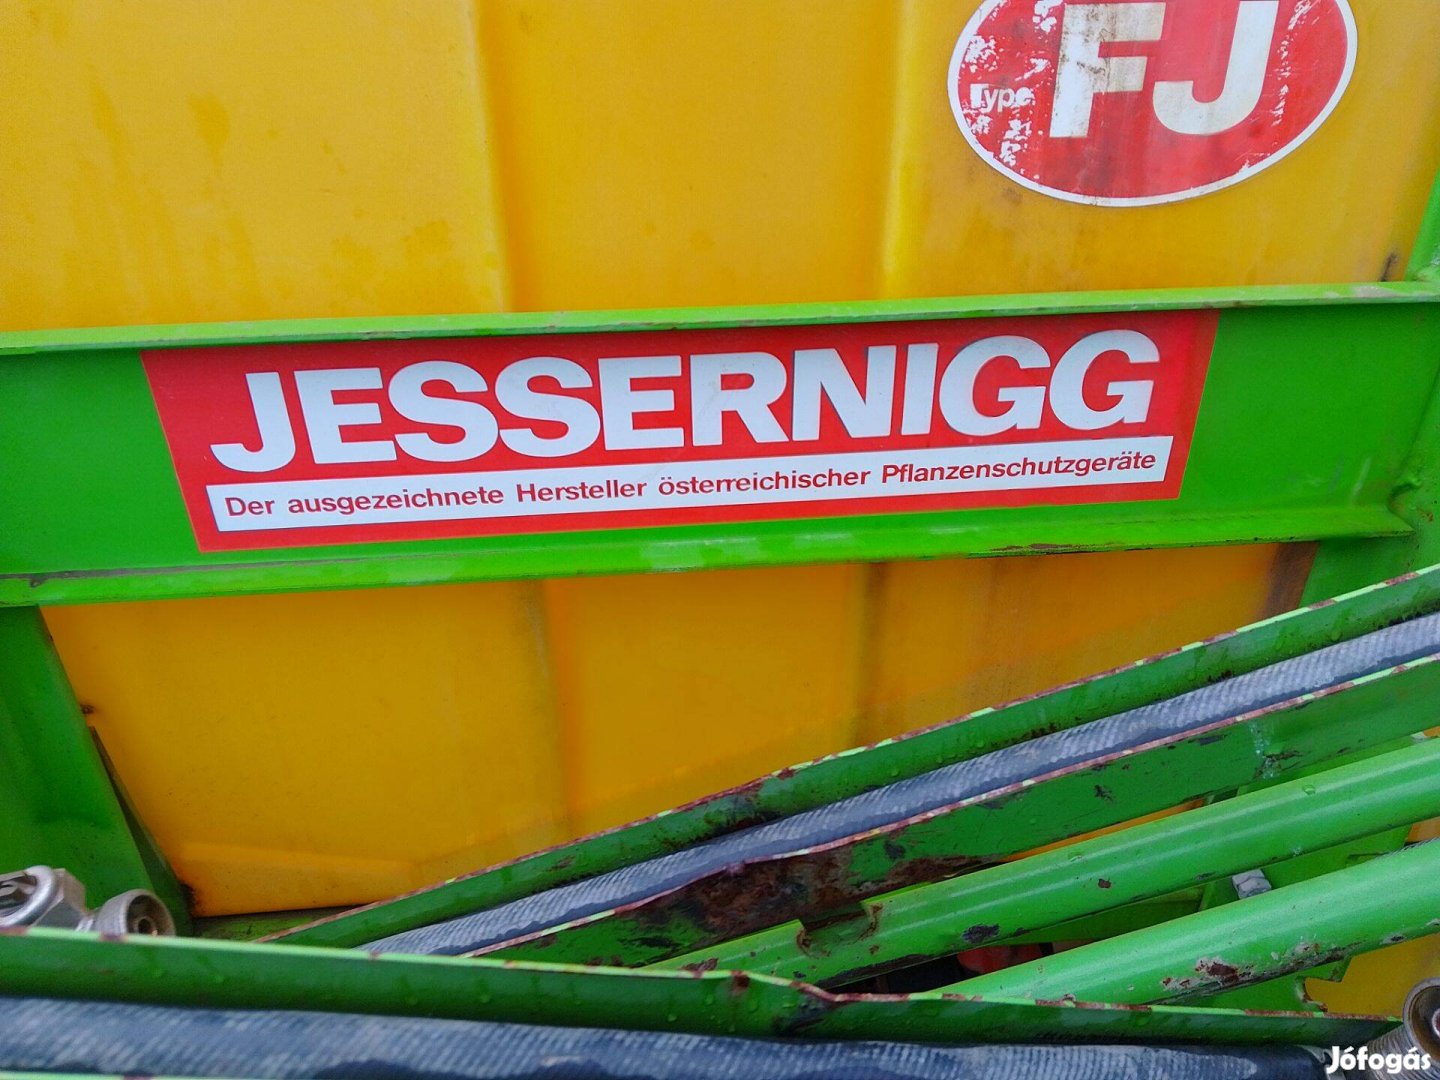 Type FJ
JESSERNIGG
Der ausgezeichnete Hersteller österreichischer Pflanzenschutzgeräte
Jófogás